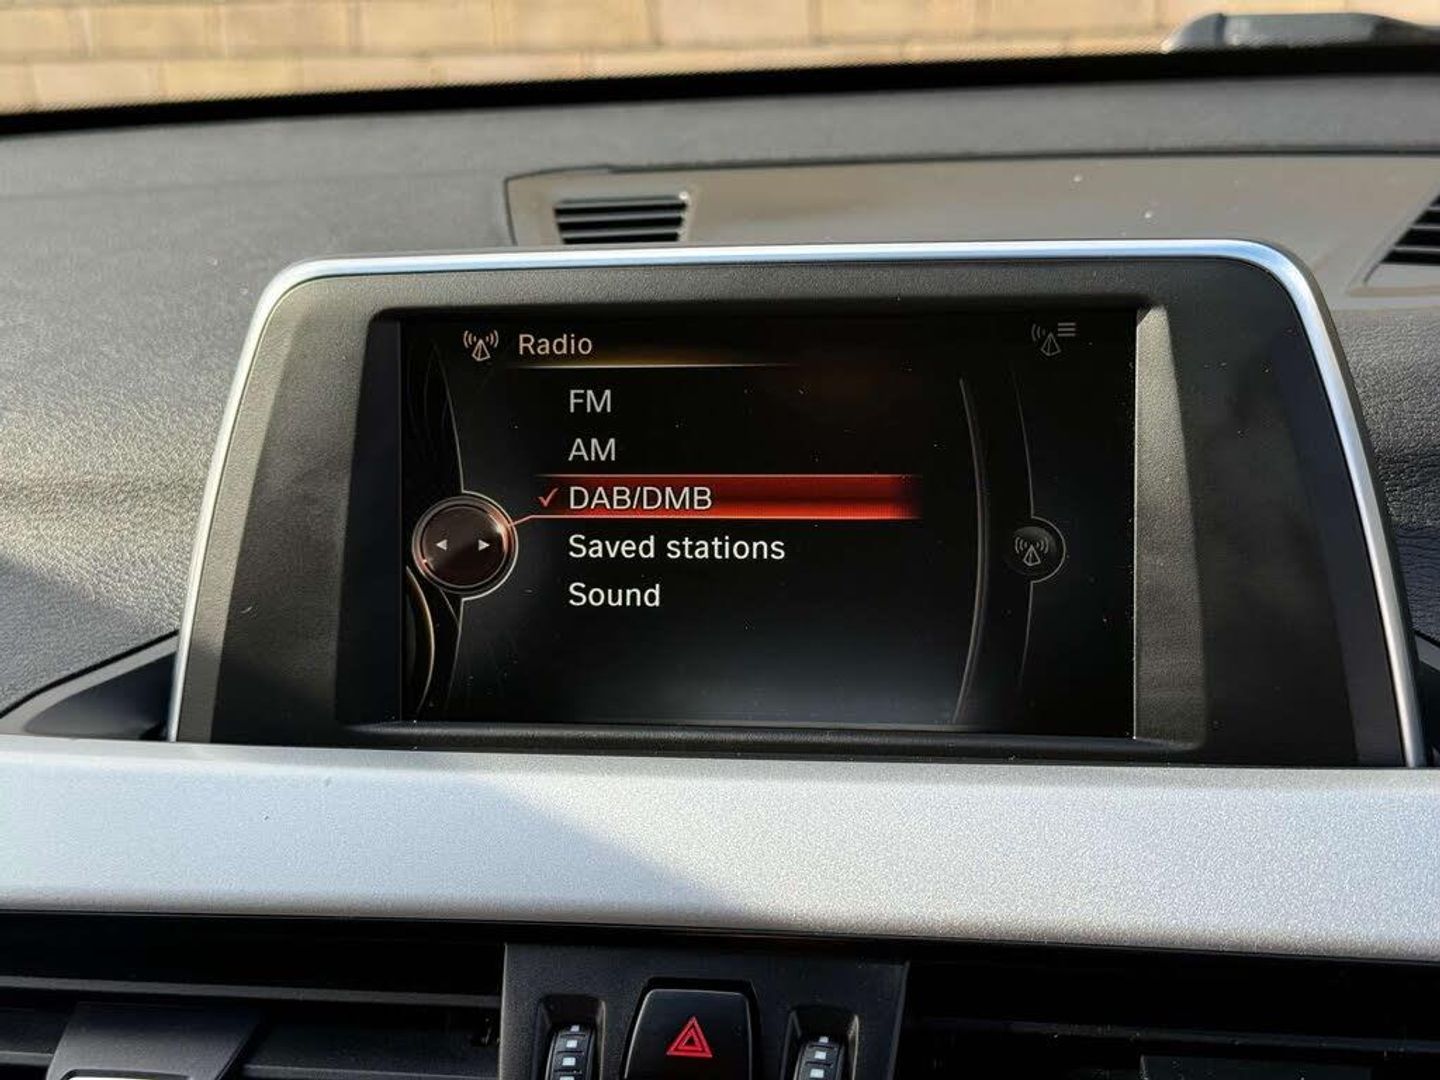 Radio
FM
AM
✓ DAB/DMB
Saved stations
Sound